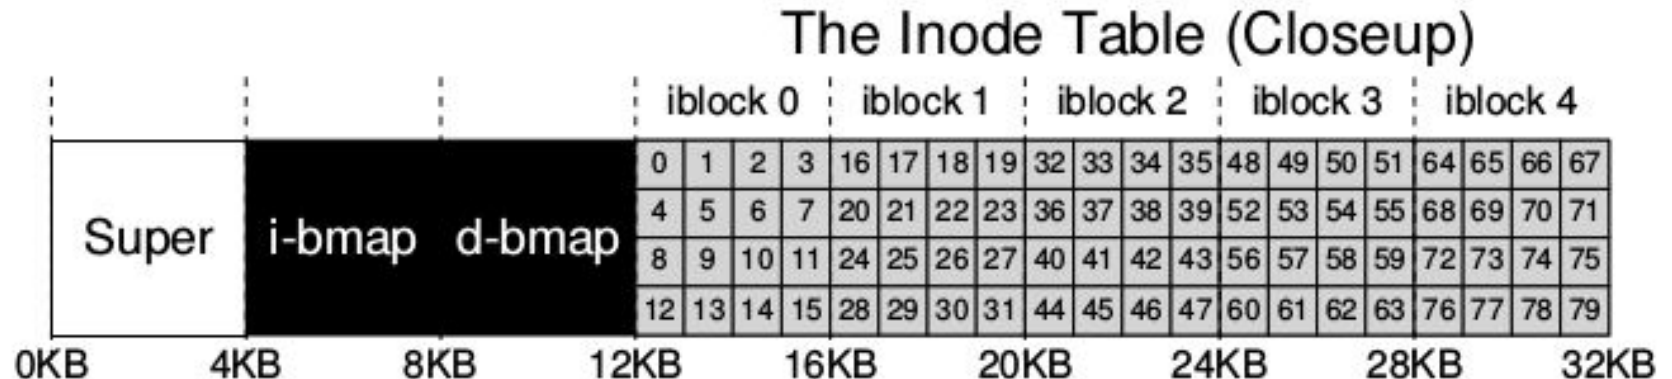 The Inode Table (Closeup)
iblock 0 iblock 1 iblock 2 iblock 3 iblock 4
0 1 2 3 16 17 18 19 32 33 34 35 48 49 50 51 64 65 66 67
4 5 6 7 20 21 22 23 36 37 38 39 52 53 54 55 68 69 70 71
Super i-bmap d-bmap
8 9 10 11 24 25 26 27 40 41 42 43 56 57 58 59 72 73 74 75
12 13 14 15 28 29 30 31 44 45 46 47 60 61 62 63 76 77 78 79
0KB 4KB 8KB 12KB 16KB 20KB 24KB 28KB 32KB